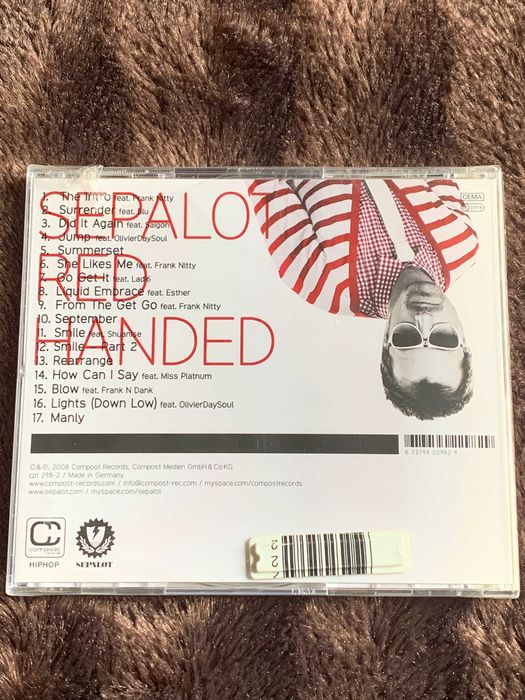 SEPALOT
RED
HANDED
1. The Intro feat. Frank Nitty
2. Surrender feat. Blu
3. Did It Again feat. Saigon
4. Jump feat. OlivierDaySoul
5. Summerset
6. She Likes Me feat. Frank Nitty
7. Go Get It feat. Ladi6
8. Liquid Embrace feat. Esther
9. From The Get Go feat. Frank Nitty
10. September
11. Smile feat. Shuanise
12. Smile – Part 2
13. Rearrange
14. How Can I Say feat. Miss Platnum
15. Blow feat. Frank N Dank
16. Lights (Down Low) feat. OlivierDaySoul
17. Manly
GEMA
6 73794 22982 9
©&℗, 2008 Compost Records, Compost Medien GmbH & Co KG
cpt 298-2 / Made in Germany
www.compost-records.com / info@compost-rec.com / myspace.com/compostrecords
www.sepalot.com / myspace.com/sepalot
compost
HIPHOP
SEPALOT